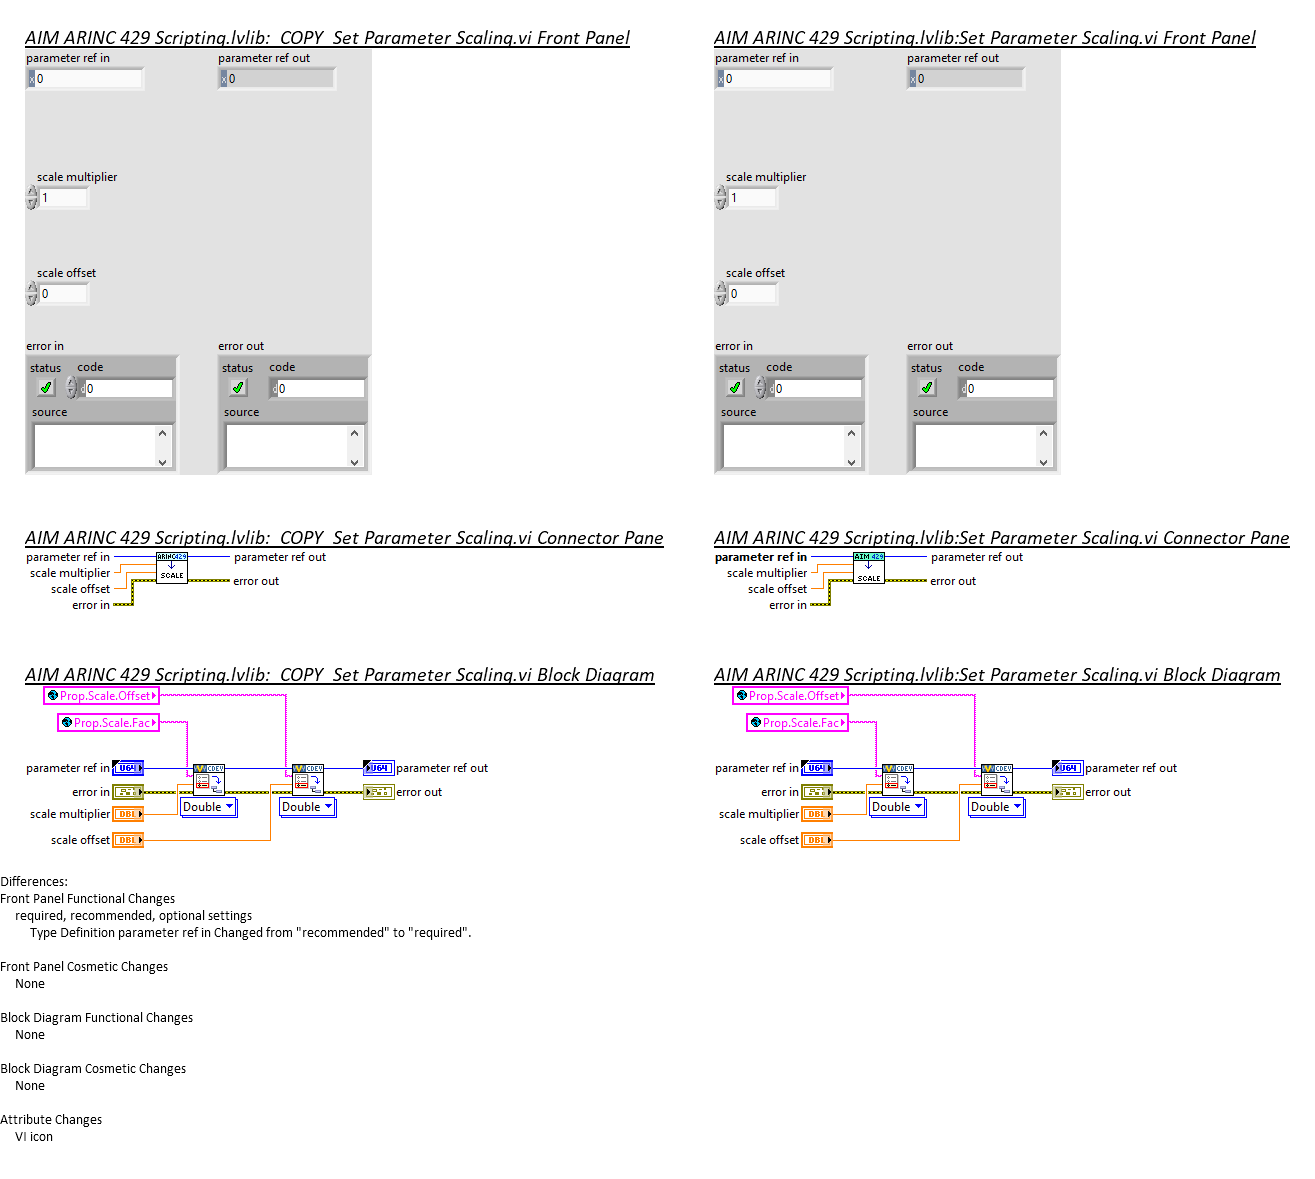 AIM ARINC 429 Scripting.lvlib:_COPY_Set Parameter Scaling.vi Front Panel
parameter ref in
parameter ref out
x 0
x 0
scale multiplier
1
scale offset
0
error in
error out
status code
status code
d 0
d 0
source
source
AIM ARINC 429 Scripting.lvlib:Set Parameter Scaling.vi Front Panel
parameter ref in
parameter ref out
x 0
x 0
scale multiplier
1
scale offset
0
error in
error out
status code
status code
d 0
d 0
source
source
AIM ARINC 429 Scripting.lvlib:_COPY_Set Parameter Scaling.vi Connector Pane
parameter ref in
ARINC429
parameter ref out
scale multiplier
SCALE
scale offset
error out
error in
AIM ARINC 429 Scripting.lvlib:Set Parameter Scaling.vi Connector Pane
parameter ref in
AIM 429
parameter ref out
scale multiplier
SCALE
scale offset
error out
error in
AIM ARINC 429 Scripting.lvlib:_COPY_Set Parameter Scaling.vi Block Diagram
Prop.Scale.Offset
Prop.Scale.Fac
parameter ref in
U64
CDEV
CDEV
U64
parameter ref out
error in
error out
Double
Double
scale multiplier
DBL
scale offset
DBL
AIM ARINC 429 Scripting.lvlib:Set Parameter Scaling.vi Block Diagram
Prop.Scale.Offset
Prop.Scale.Fac
parameter ref in
U64
CDEV
CDEV
U64
parameter ref out
error in
error out
Double
Double
scale multiplier
DBL
scale offset
DBL
Differences:
Front Panel Functional Changes
required, recommended, optional settings
Type Definition parameter ref in Changed from "recommended" to "required".
Front Panel Cosmetic Changes
None
Block Diagram Functional Changes
None
Block Diagram Cosmetic Changes
None
Attribute Changes
VI icon